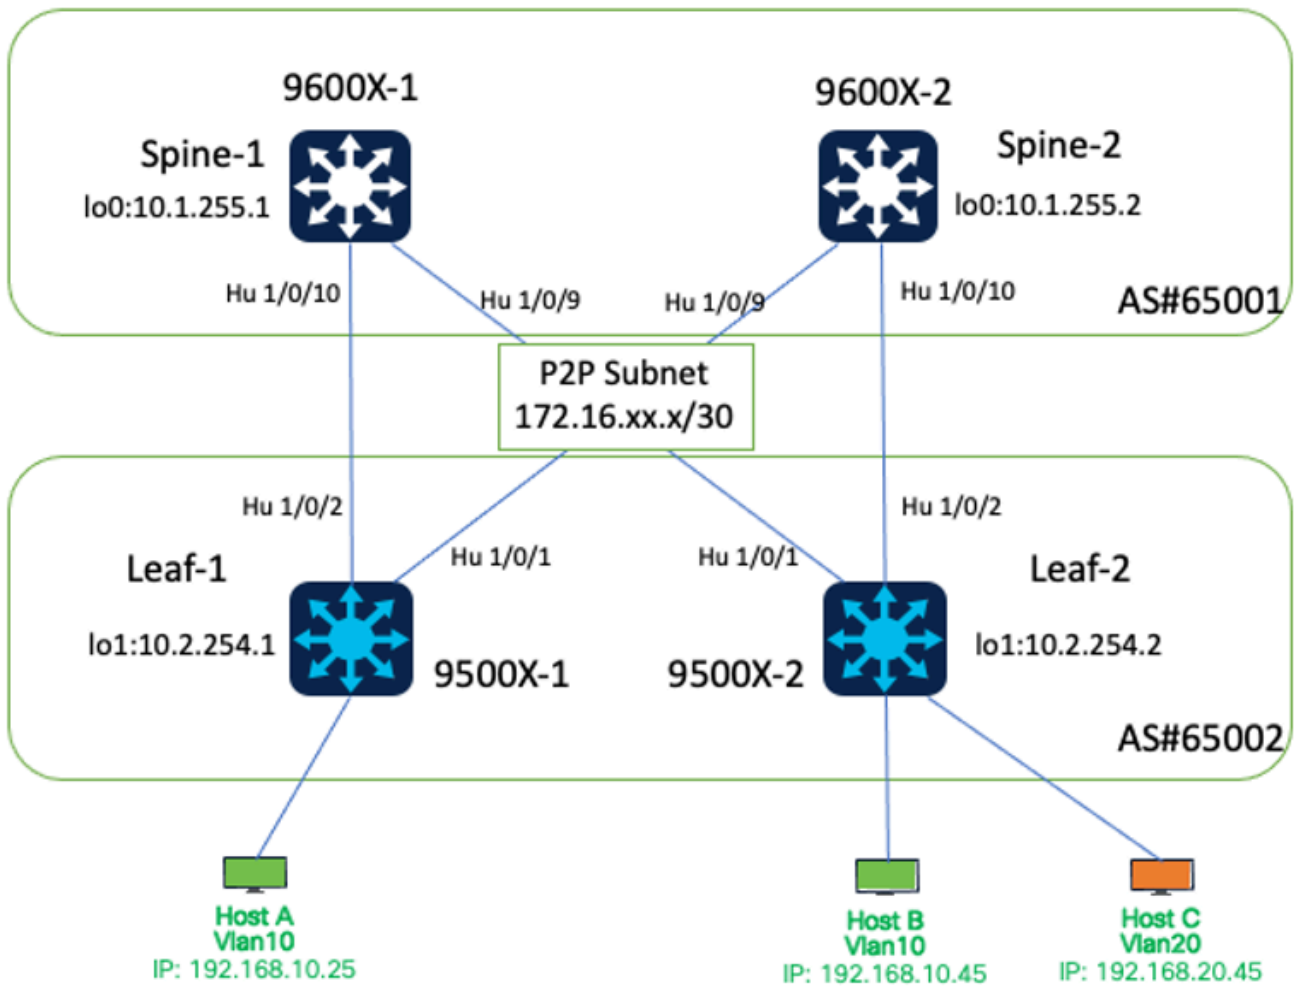 9600X-1
9600X-2
Spine-1
Spine-2
lo0:10.1.255.1
lo0:10.1.255.2
Hu 1/0/10
Hu 1/0/9
Hu 1/0/9
Hu 1/0/10
AS#65001
P2P Subnet
172.16.xx.x/30
Hu 1/0/2
Hu 1/0/2
Leaf-1
Hu 1/0/1
Hu 1/0/1
Leaf-2
lo1:10.2.254.1
9500X-1
9500X-2
lo1:10.2.254.2
AS#65002
Host A
Vlan10
IP: 192.168.10.25
Host B
Vlan10
IP: 192.168.10.45
Host C
Vlan20
IP: 192.168.20.45